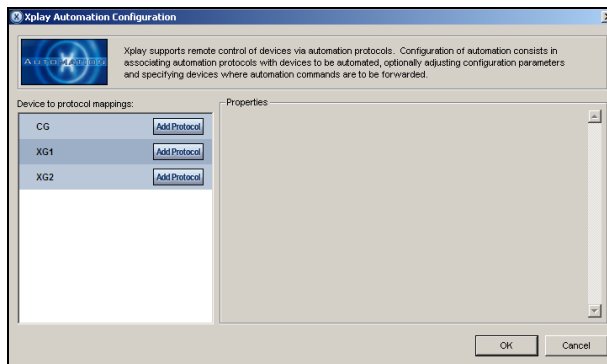 Xplay Automation Configuration
AUTOMATION
Xplay supports remote control of devices via automation protocols. Configuration of automation consists in
associating automation protocols with devices to be automated, optionally adjusting configuration parameters
and specifying devices where automation commands are to be forwarded.
Device to protocol mappings:
Properties
CG
Add Protocol
XG1
Add Protocol
XG2
Add Protocol
OK
Cancel